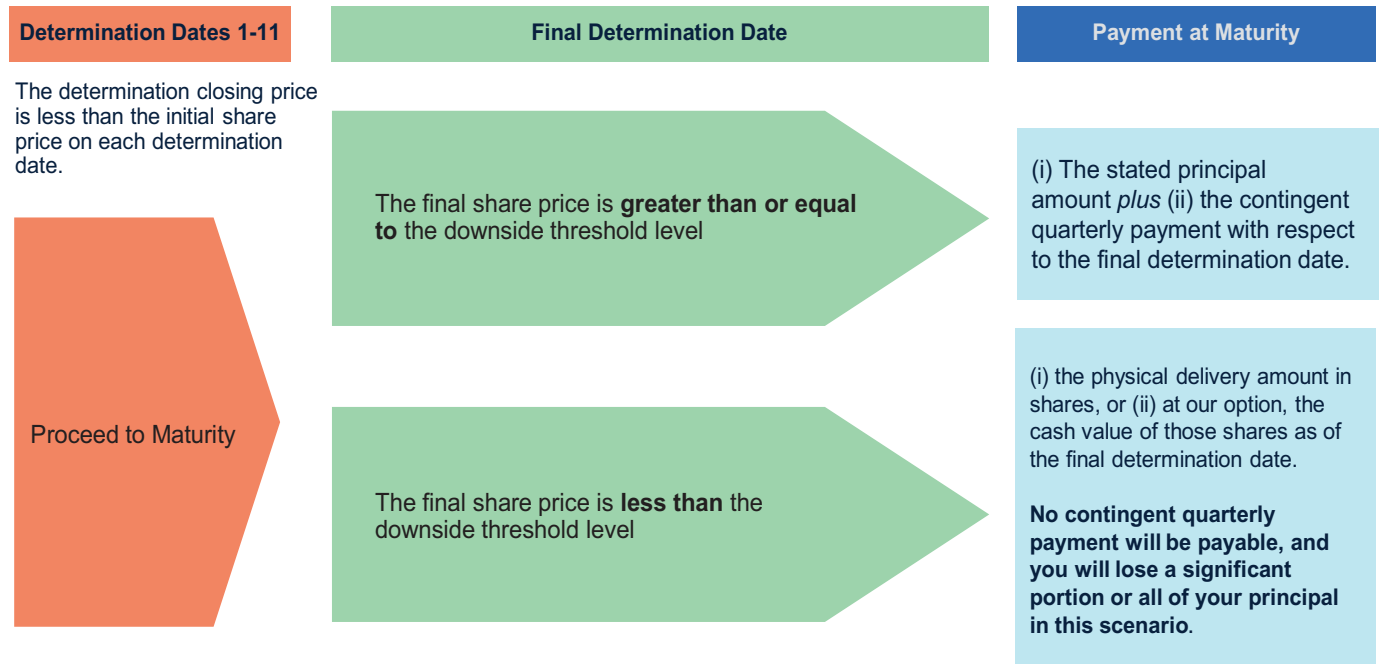 Determination Dates 1-11
Final Determination Date
Payment at Maturity
The determination closing price
is less than the initial share
price on each determination
date.
Proceed to Maturity
The final share price is greater than or equal
to the downside threshold level
(i) The stated principal
amount plus (ii) the contingent
quarterly payment with respect
to the final determination date.
The final share price is less than the
downside threshold level
(i) the physical delivery amount in
shares, or (ii) at our option, the
cash value of those shares as of
the final determination date.
No contingent quarterly
payment will be payable, and
you will lose a significant
portion or all of your principal
in this scenario.